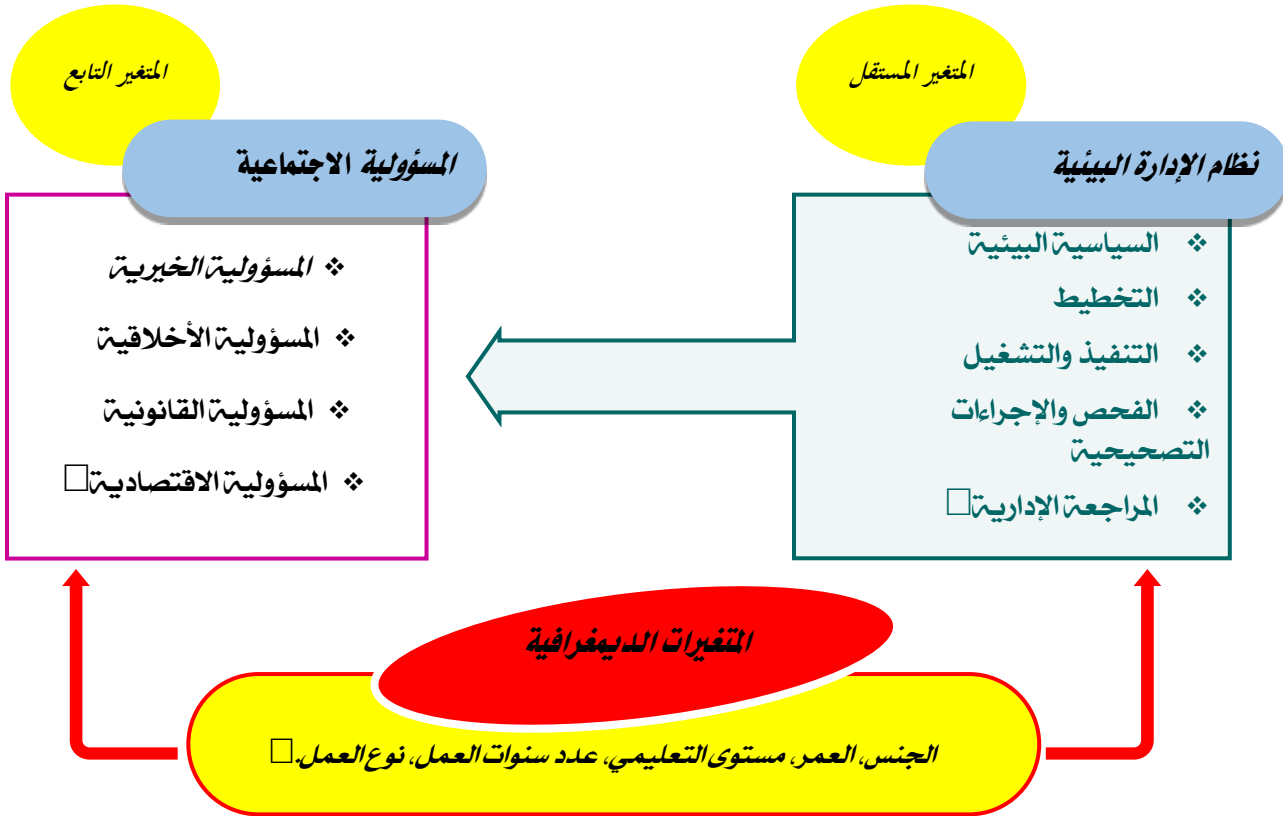 المتغير المستقل
نظام الإدارة البيئية
❖ السياسية البيئية
❖ التخطيط
❖ التنفيذ والتشغيل
❖ الفحص والإجراءات
التصحيحية
❖ المراجعة الإدارية□
المتغير التابع
المسؤولية الاجتماعية
❖ المسؤولية الخيرية
❖ المسؤولية الأخلاقية
❖ المسؤولية القانونية
❖ المسؤولية الاقتصادية□
المتغيرات الديمغرافية
الجنس، العمر، مستوى التعليمي، عدد سنوات العمل، نوع العمل.□